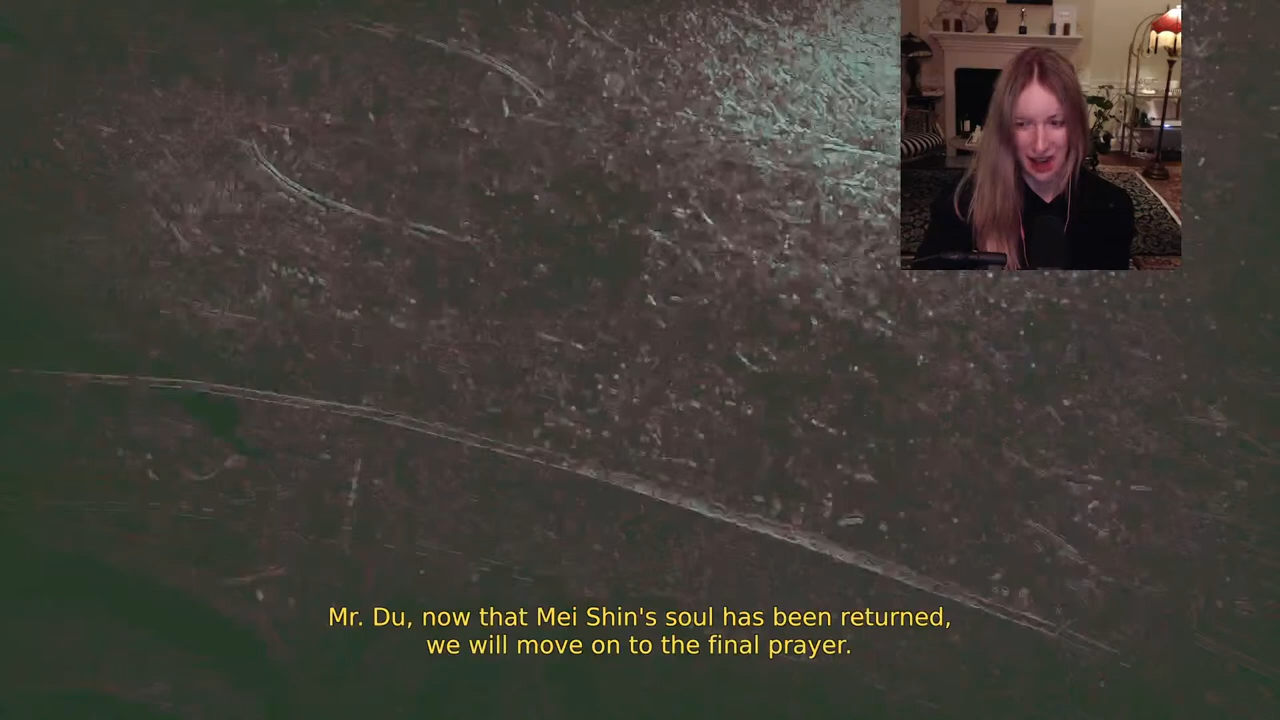 Mr. Du, now that Mei Shin's soul has been returned,
we will move on to the final prayer.